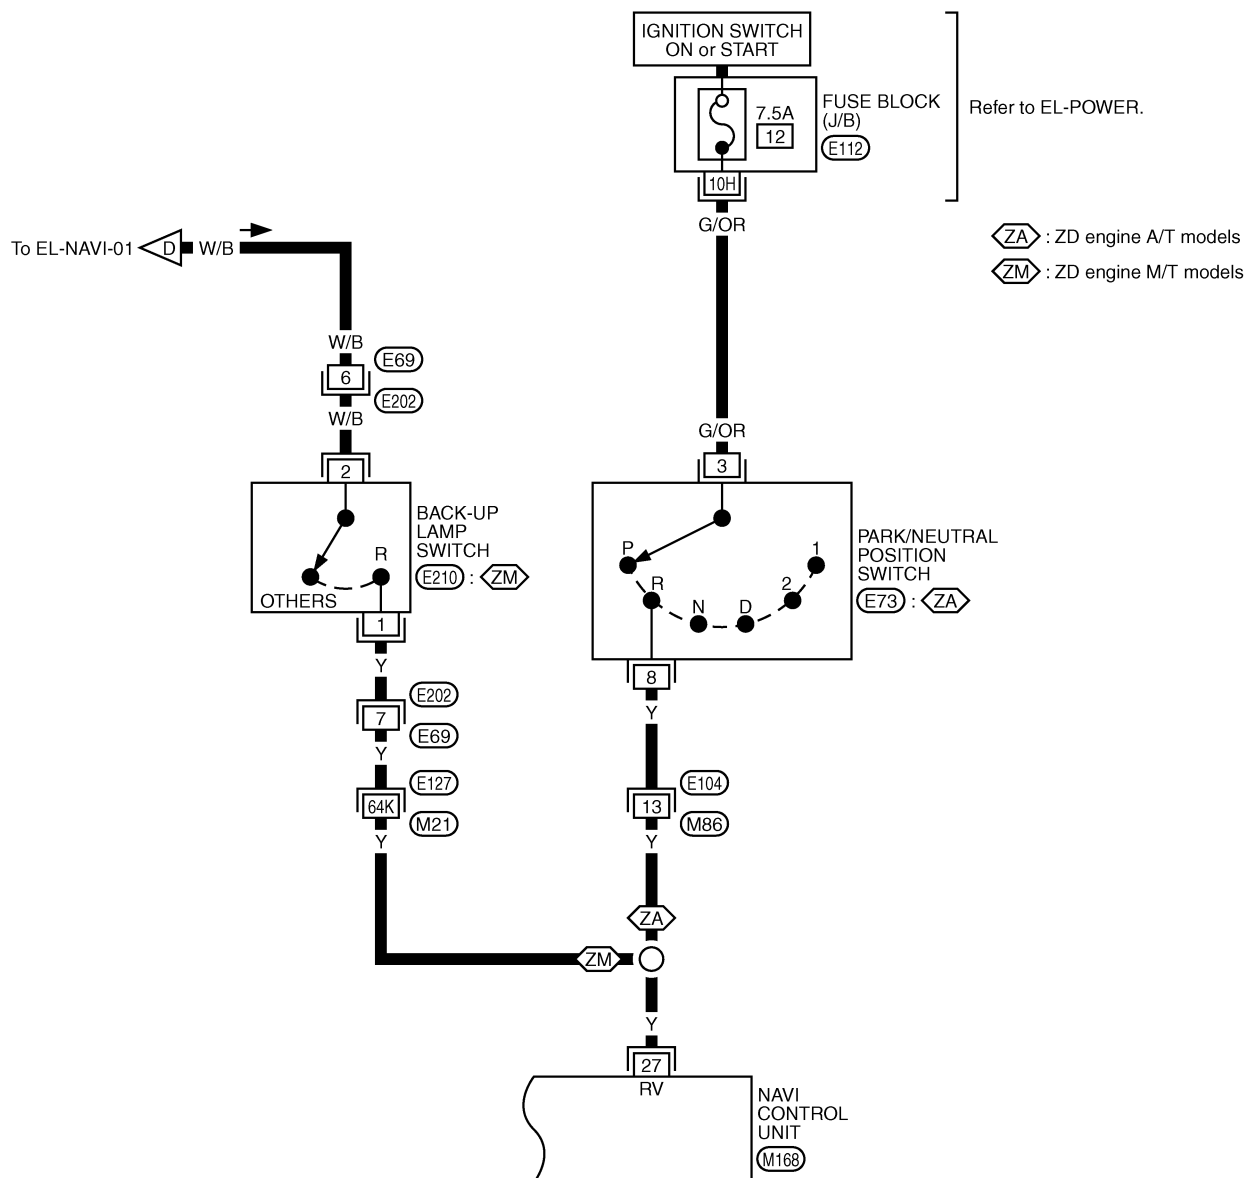 IGNITION SWITCH
ON or START
7.5A
12
FUSE BLOCK
(J/B)
E112
Refer to EL-POWER.
10H
G/OR
To EL-NAVI-01
D
W/B
ZA : ZD engine A/T models
ZM : ZD engine M/T models
W/B
E69
6
E202
W/B
G/OR
2
3
BACK-UP
LAMP
SWITCH
E210 : ZM
R
OTHERS
1
P
R
N
D
2
1
PARK/NEUTRAL
POSITION
SWITCH
E73 : ZA
8
Y
Y
E202
7
E69
Y
E127
64K
M21
Y
E104
13
M86
Y
ZA
ZM
Y
27
RV
NAVI
CONTROL
UNIT
M168